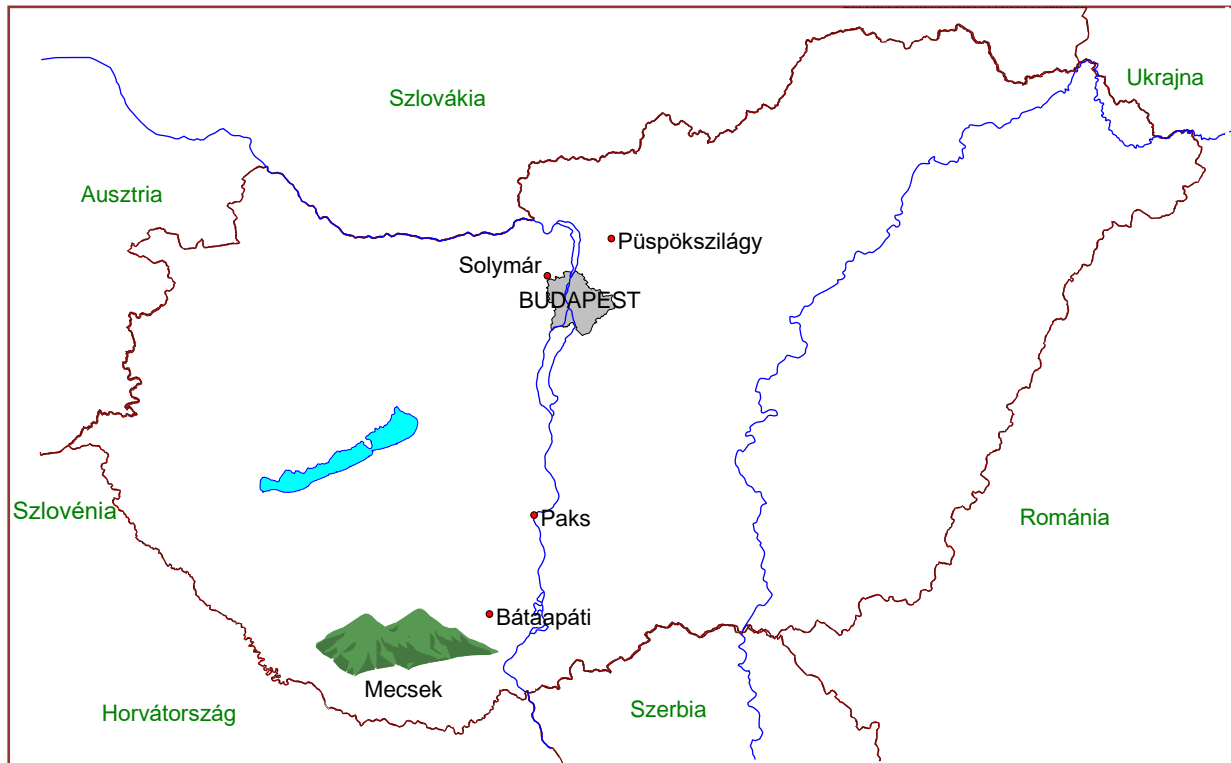 Szlovákia
Ukrajna
Ausztria
Püspökszilágy
Solymár
BUDAPEST
Szlovénia
Paks
Románia
Bátaapáti
Mecsek
Horvátország
Szerbia